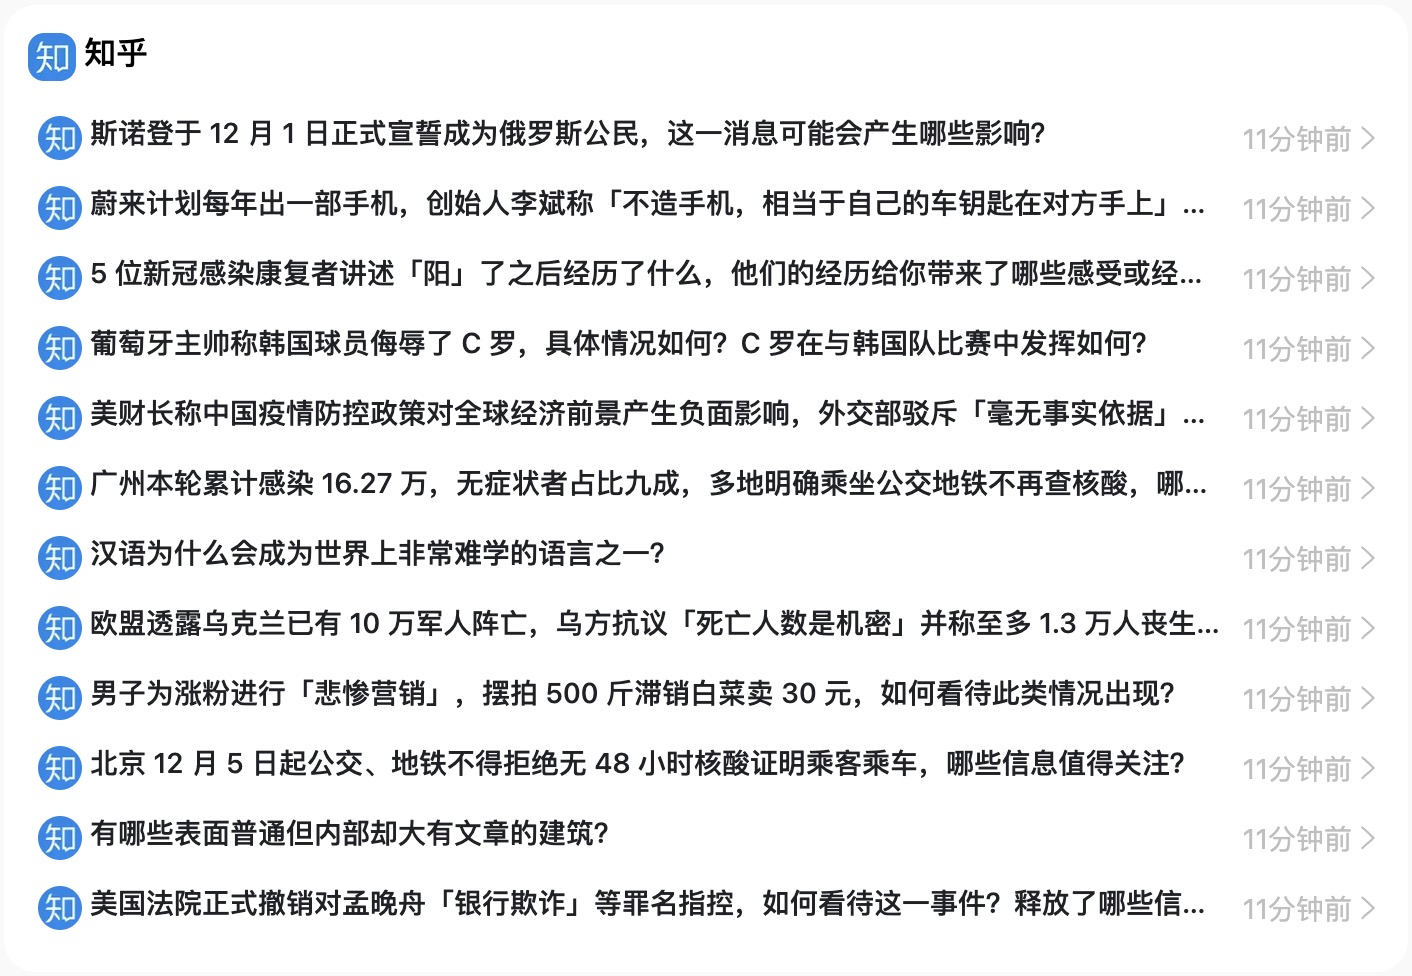 知 知乎
知 斯诺登于 12 月 1 日正式宣誓成为俄罗斯公民，这一消息可能会产生哪些影响？ 11分钟前
知 蔚来计划每年出一部手机，创始人李斌称「不造手机，相当于自己的车钥匙在对方手上」... 11分钟前
知 5 位新冠感染康复者讲述「阳」了之后经历了什么，他们的经历给你带来了哪些感受或经... 11分钟前
知 葡萄牙主帅称韩国球员侮辱了 C 罗，具体情况如何？C 罗在与韩国队比赛中发挥如何？ 11分钟前
知 美财长称中国疫情防控政策对全球经济前景产生负面影响，外交部驳斥「毫无事实依据」... 11分钟前
知 广州本轮累计感染 16.27 万，无症状者占比九成，多地明确乘坐公交地铁不再查核酸，哪... 11分钟前
知 汉语为什么会成为世界上非常难学的语言之一？ 11分钟前
知 欧盟透露乌克兰已有 10 万军人阵亡，乌方抗议「死亡人数是机密」并称至多 1.3 万人丧生... 11分钟前
知 男子为涨粉进行「悲惨营销」，摆拍 500 斤滞销白菜卖 30 元，如何看待此类情况出现？ 11分钟前
知 北京 12 月 5 日起公交、地铁不得拒绝无 48 小时核酸证明乘客乘车，哪些信息值得关注？ 11分钟前
知 有哪些表面普通但内部却大有文章的建筑？ 11分钟前
知 美国法院正式撤销对孟晚舟「银行欺诈」等罪名指控，如何看待这一事件？释放了哪些信... 11分钟前